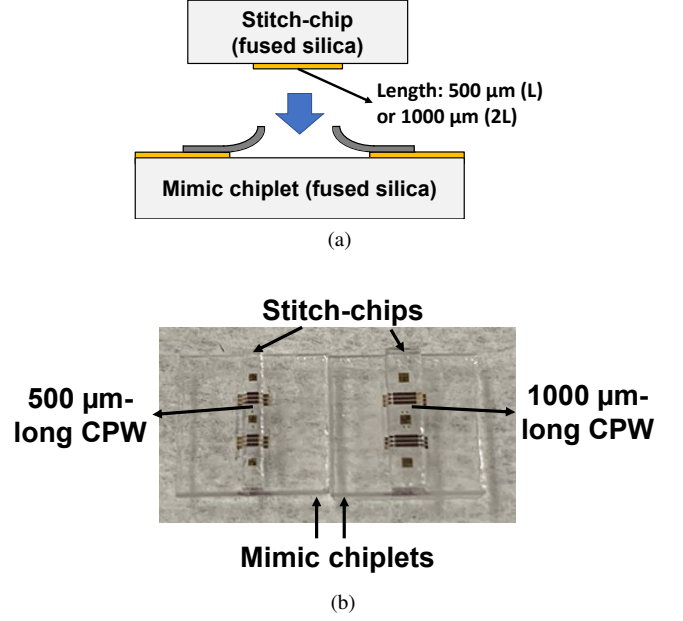 Stitch-chip
(fused silica)
Length: 500 µm (L)
or 1000 µm (2L)
Mimic chiplet (fused silica)
(a)
Stitch-chips
500 µm-
long CPW
1000 µm-
long CPW
Mimic chiplets
(b)